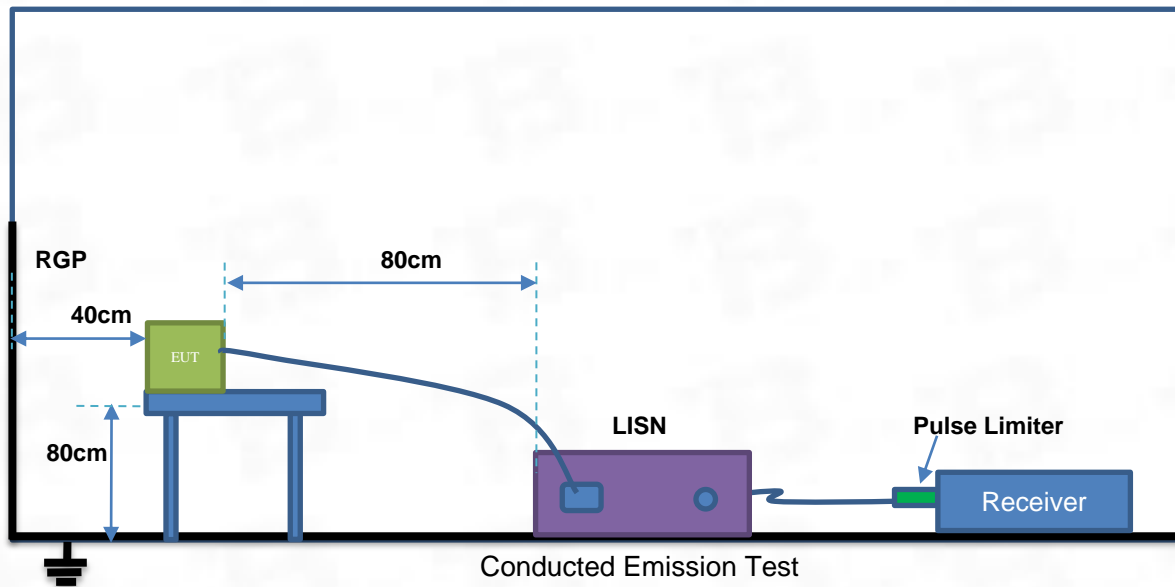 RGP
80cm
40cm
EUT
80cm
LISN
Pulse Limiter
Receiver
Conducted Emission Test